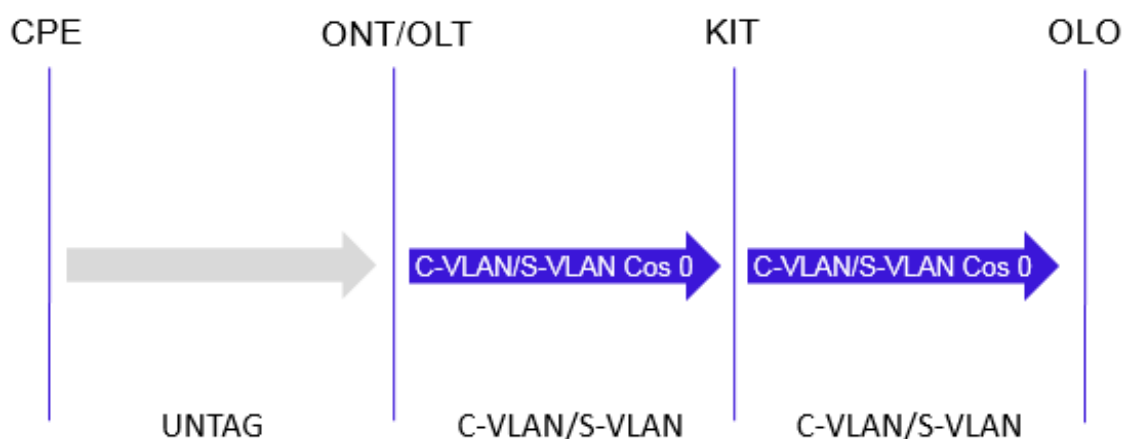 CPE
ONT/OLT
KIT
OLO
C-VLAN/S-VLAN Cos 0
C-VLAN/S-VLAN Cos 0
UNTAG
C-VLAN/S-VLAN
C-VLAN/S-VLAN